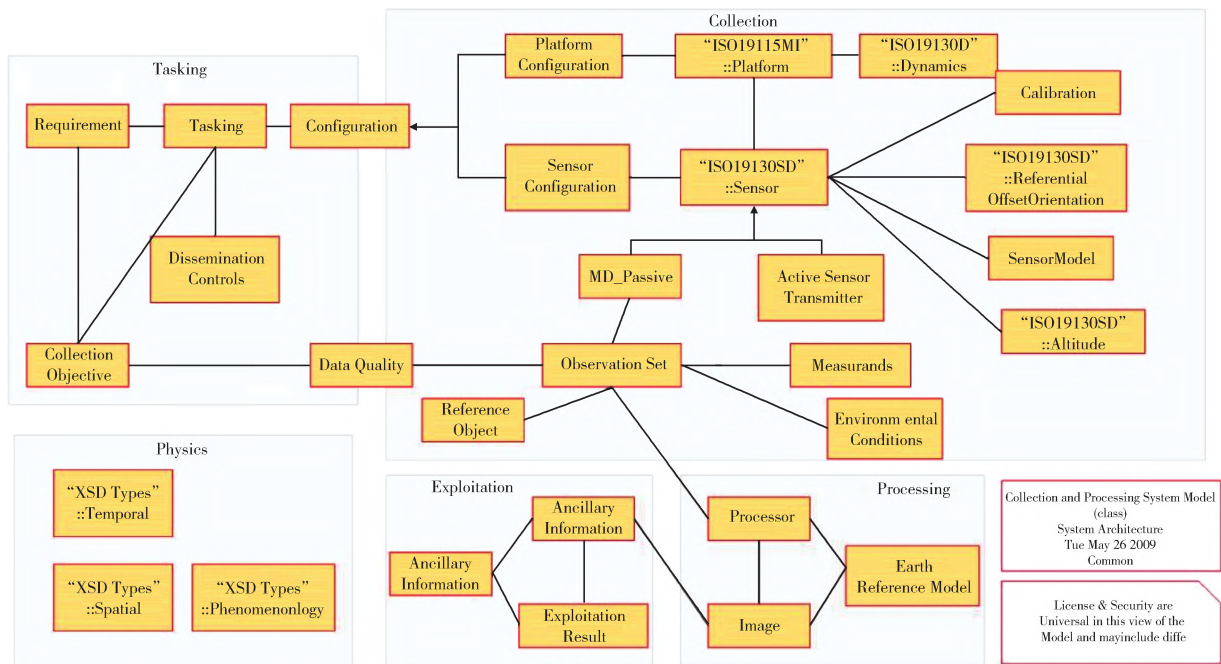 Collection
Tasking
Platform
Configuration
“ISO19115MI”
::Platform
“ISO19130D”
::Dynamics
Calibration
Requirement
Tasking
Configuration
Sensor
Configuration
“ISO19130SD”
::Sensor
“ISO19130SD”
::Referential
OffsetOrientation
Dissemination
Controls
MD_Passive
Active Sensor
Transmitter
SensorModel
“ISO19130SD”
::Altitude
Collection
Objective
Data Quality
Observation Set
Measurands
Reference
Object
Environm ental
Conditions
Physics
“XSD Types”
::Temporal
“XSD Types”
::Spatial
“XSD Types”
::Phenomenonlogy
Exploitation
Ancillary
Information
Ancillary
Information
Exploitation
Result
Processing
Processor
Earth
Reference Model
Image
Collection and Processing System Model
(class)
System Architecture
Tue May 26 2009
Common
License & Security are
Universal in this view of the
Model and mayinclude diffe